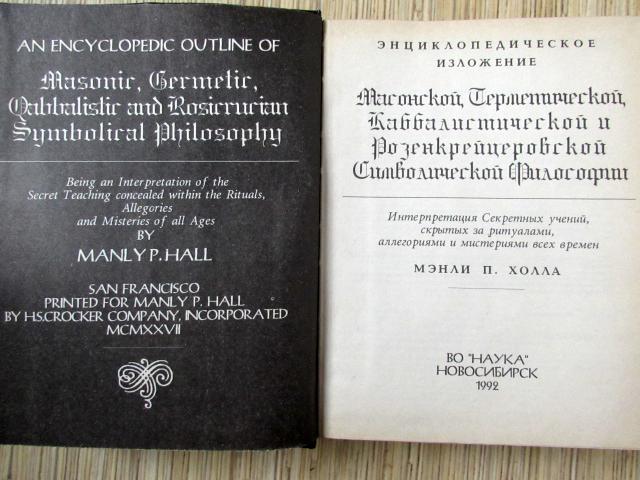 AN ENCYCLOPEDIC OUTLINE OF
Masonic, Germetic,
Qabbalistic and Rosicrucian
Symbolical Philosophy
Being an Interpretation of the
Secret Teaching concealed within the Rituals,
Allegories
and Misteries of all Ages
BY
MANLY P. HALL
SAN FRANCISCO
PRINTED FOR MANLY P. HALL
BY H.S.CROCKER COMPANY, INCORPORATED
MCMXXVII
ЭНЦИКЛОПЕДИЧЕСКОЕ
ИЗЛОЖЕНИЕ
Масонской, Герметической,
Каббалистической и
Розенкрейцеровской
Символической Философии
Интерпретация Секретных учений,
скрытых за ритуалами,
аллегориями и мистериями всех времен
МЭНЛИ П. ХОЛЛА
ВО "НАУКА"
НОВОСИБИРСК
1992